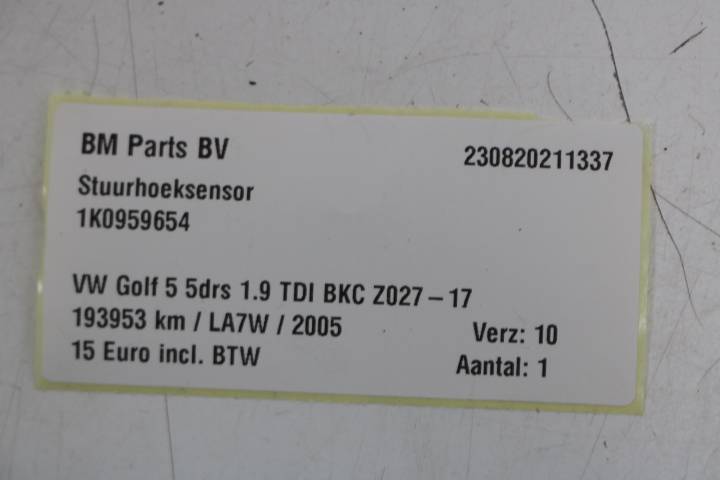 BM Parts BV 230820211337
Stuurhoeksensor
1K0959654
VW Golf 5 5drs 1.9 TDI BKC Z027-17
193953 km / LA7W / 2005 Verz: 10
15 Euro incl. BTW Aantal: 1